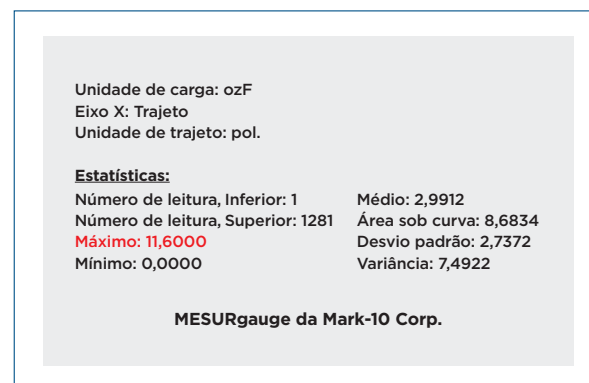 Unidade de carga: ozF
Eixo X: Trajeto
Unidade de trajeto: pol.
Estatísticas:
Número de leitura, Inferior: 1
Número de leitura, Superior: 1281
Máximo: 11,6000
Mínimo: 0,0000
Médio: 2,9912
Área sob curva: 8,6834
Desvio padrão: 2,7372
Variância: 7,4922
MESURgauge da Mark-10 Corp.